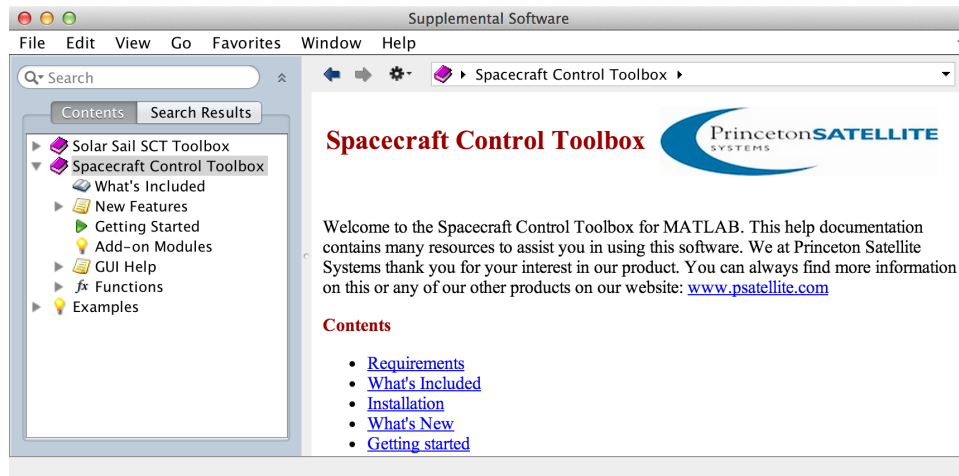 Supplemental Software
File Edit View Go Favorites Window Help
Search
Spacecraft Control Toolbox
Contents Search Results
Solar Sail SCT Toolbox
Spacecraft Control Toolbox
What's Included
New Features
Getting Started
Add-on Modules
GUI Help
fx Functions
Examples
Spacecraft Control Toolbox
PrincetonSATELLITE
SYSTEMS
Welcome to the Spacecraft Control Toolbox for MATLAB. This help documentation
contains many resources to assist you in using this software. We at Princeton Satellite
Systems thank you for your interest in our product. You can always find more information
on this or any of our other products on our website: www.psatellite.com
Contents
• Requirements
• What's Included
• Installation
• What's New
• Getting started